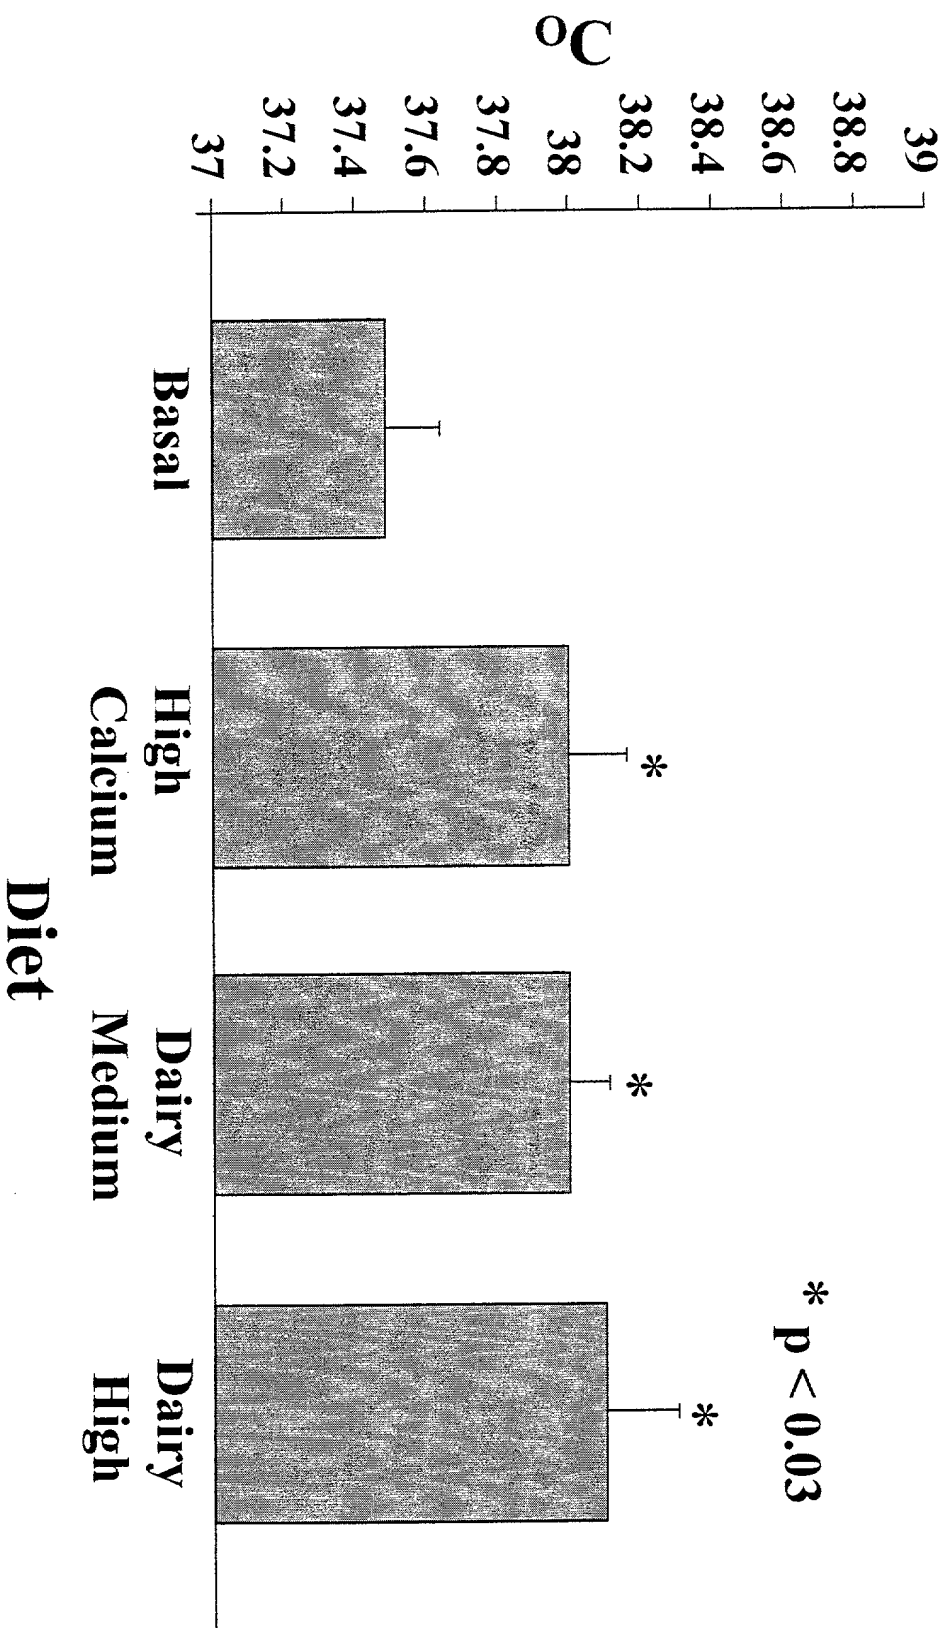 * p < 0.03
39
38.8
38.6
38.4
38.2
38
37.8
37.6
37.4
37.2
37
°C
*
*
*
Basal
High
Calcium
Dairy
Medium
Dairy
High
Diet